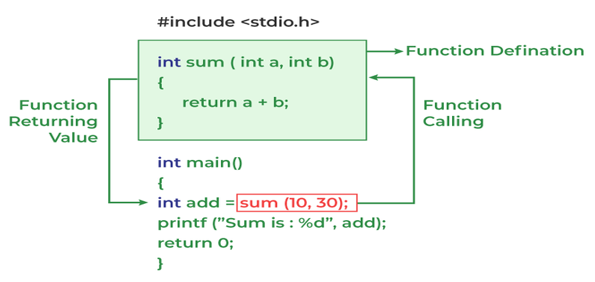 #include <stdio.h>
int sum ( int a, int b)
{
return a + b;
}
Function Defination
Function
Returning
Value
Function
Calling
int main()
{
int add = sum (10, 30);
printf (”Sum is : %d”, add);
return 0;
}